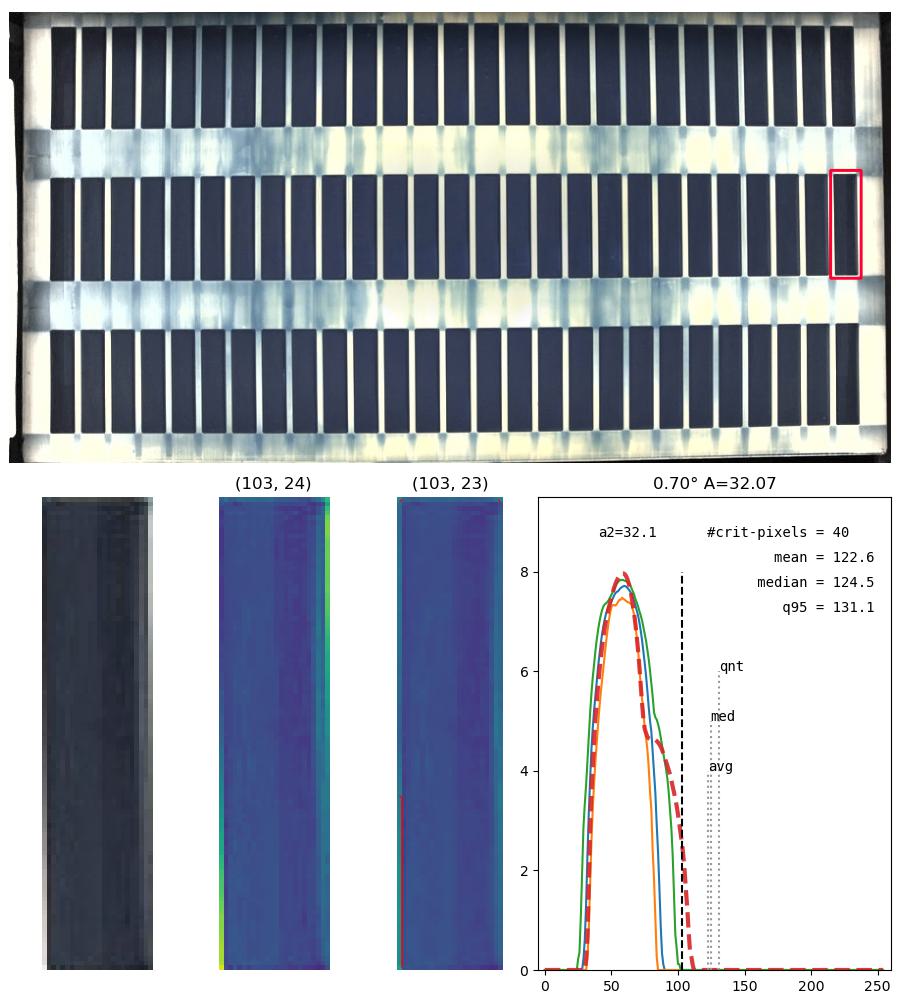 (103, 24)
(103, 23)
0.70° A=32.07
a2=32.1
#crit-pixels = 40
mean = 122.6
median = 124.5
q95 = 131.1
qnt
med
avg
8
6
4
2
0
0 50 100 150 200 250